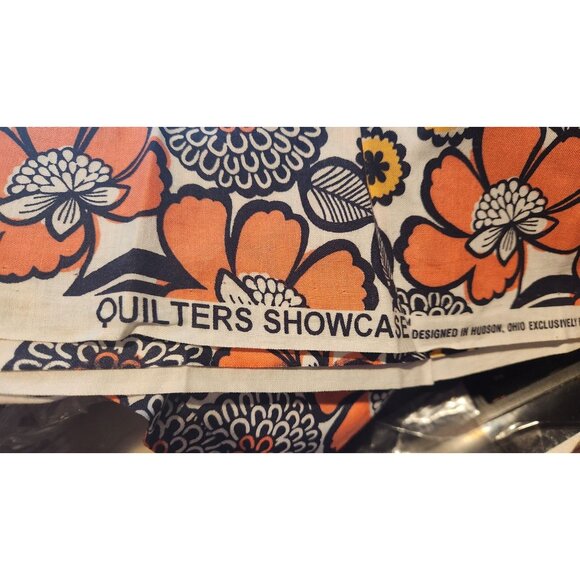 QUILTERS SHOWCASE DESIGNED IN HUDSON, OHIO EXCLUSIVELY